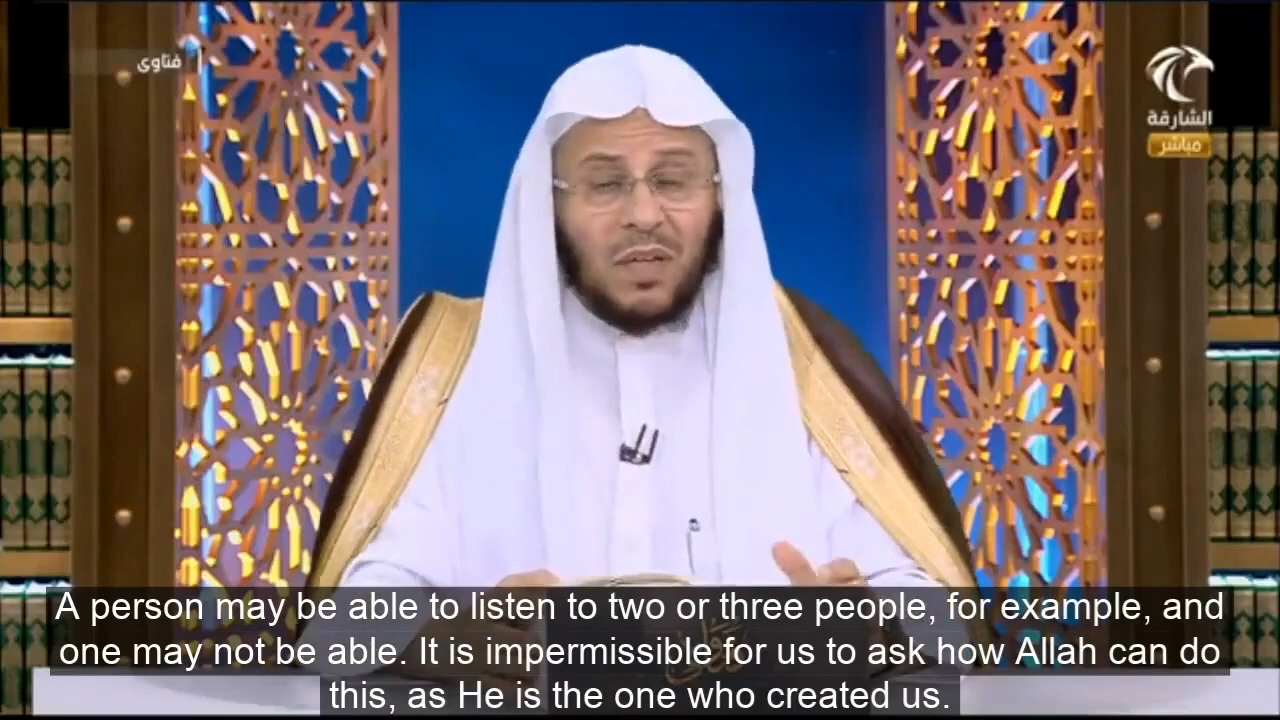 فتاوى
الشارقة
مباشر
A person may be able to listen to two or three people, for example, and
one may not be able. It is impermissible for us to ask how Allah can do
this, as He is the one who created us.